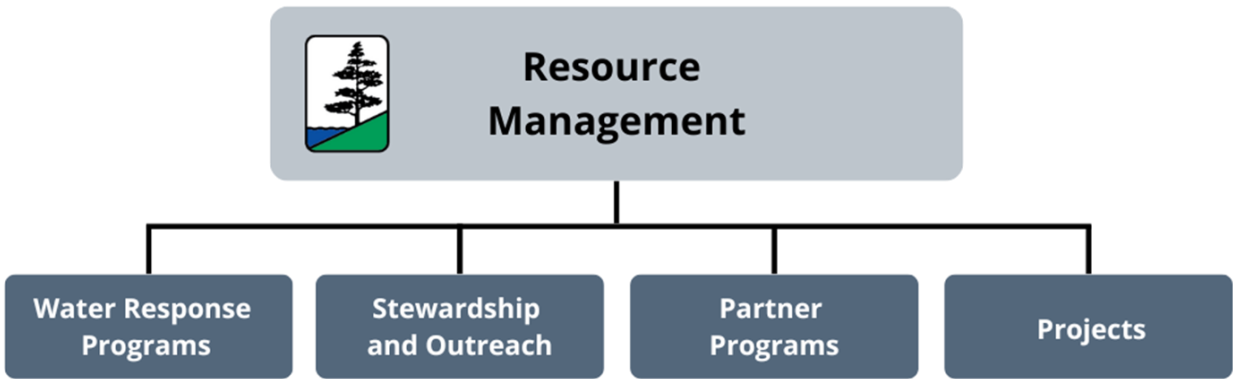 Resource
Management
Water Response
Programs
Stewardship
and Outreach
Partner
Programs
Projects